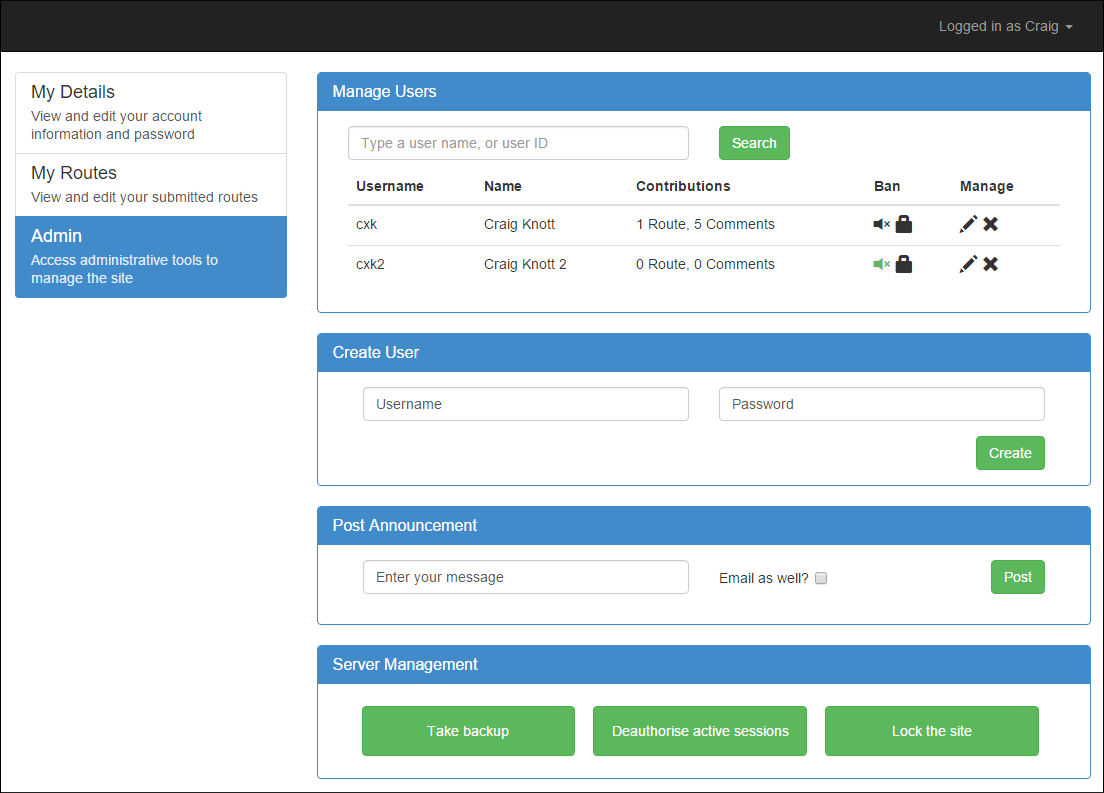 Logged in as Craig
My Details
View and edit your account
information and password
My Routes
View and edit your submitted routes
Admin
Access administrative tools to
manage the site
Manage Users
Type a user name, or user ID
Search
Username Name Contributions Ban Manage
cxk Craig Knott 1 Route, 5 Comments
cxk2 Craig Knott 2 0 Route, 0 Comments
Create User
Username Password
Create
Post Announcement
Enter your message Email as well? Post
Server Management
Take backup Deauthorise active sessions Lock the site